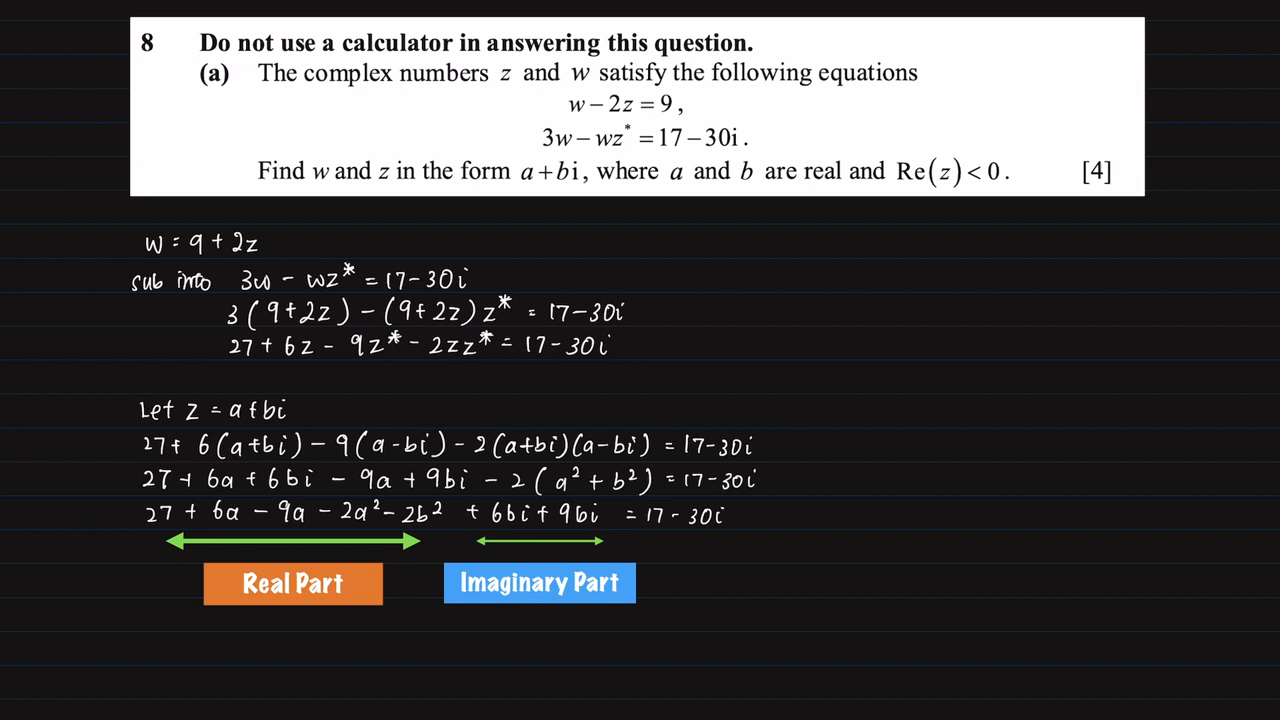 8 Do not use a calculator in answering this question.
(a) The complex numbers z and w satisfy the following equations
w − 2z = 9 ,
3w − wz* = 17 − 30i .
Find w and z in the form a + bi , where a and b are real and Re(z) < 0 . [4]
w = 9 + 2z
sub into 3w − wz* = 17 − 30i
3(9+2z) − (9+2z)z* = 17 − 30i
27 + 6z − 9z* − 2zz* = 17 − 30i
Let z = a + bi
27 + 6(a+bi) − 9(a−bi) − 2(a+bi)(a−bi) = 17 − 30i
27 + 6a + 6bi − 9a + 9bi − 2(a² + b²) = 17 − 30i
27 + 6a − 9a − 2a² − 2b² + 6bi + 9bi = 17 − 30i
Real Part Imaginary Part